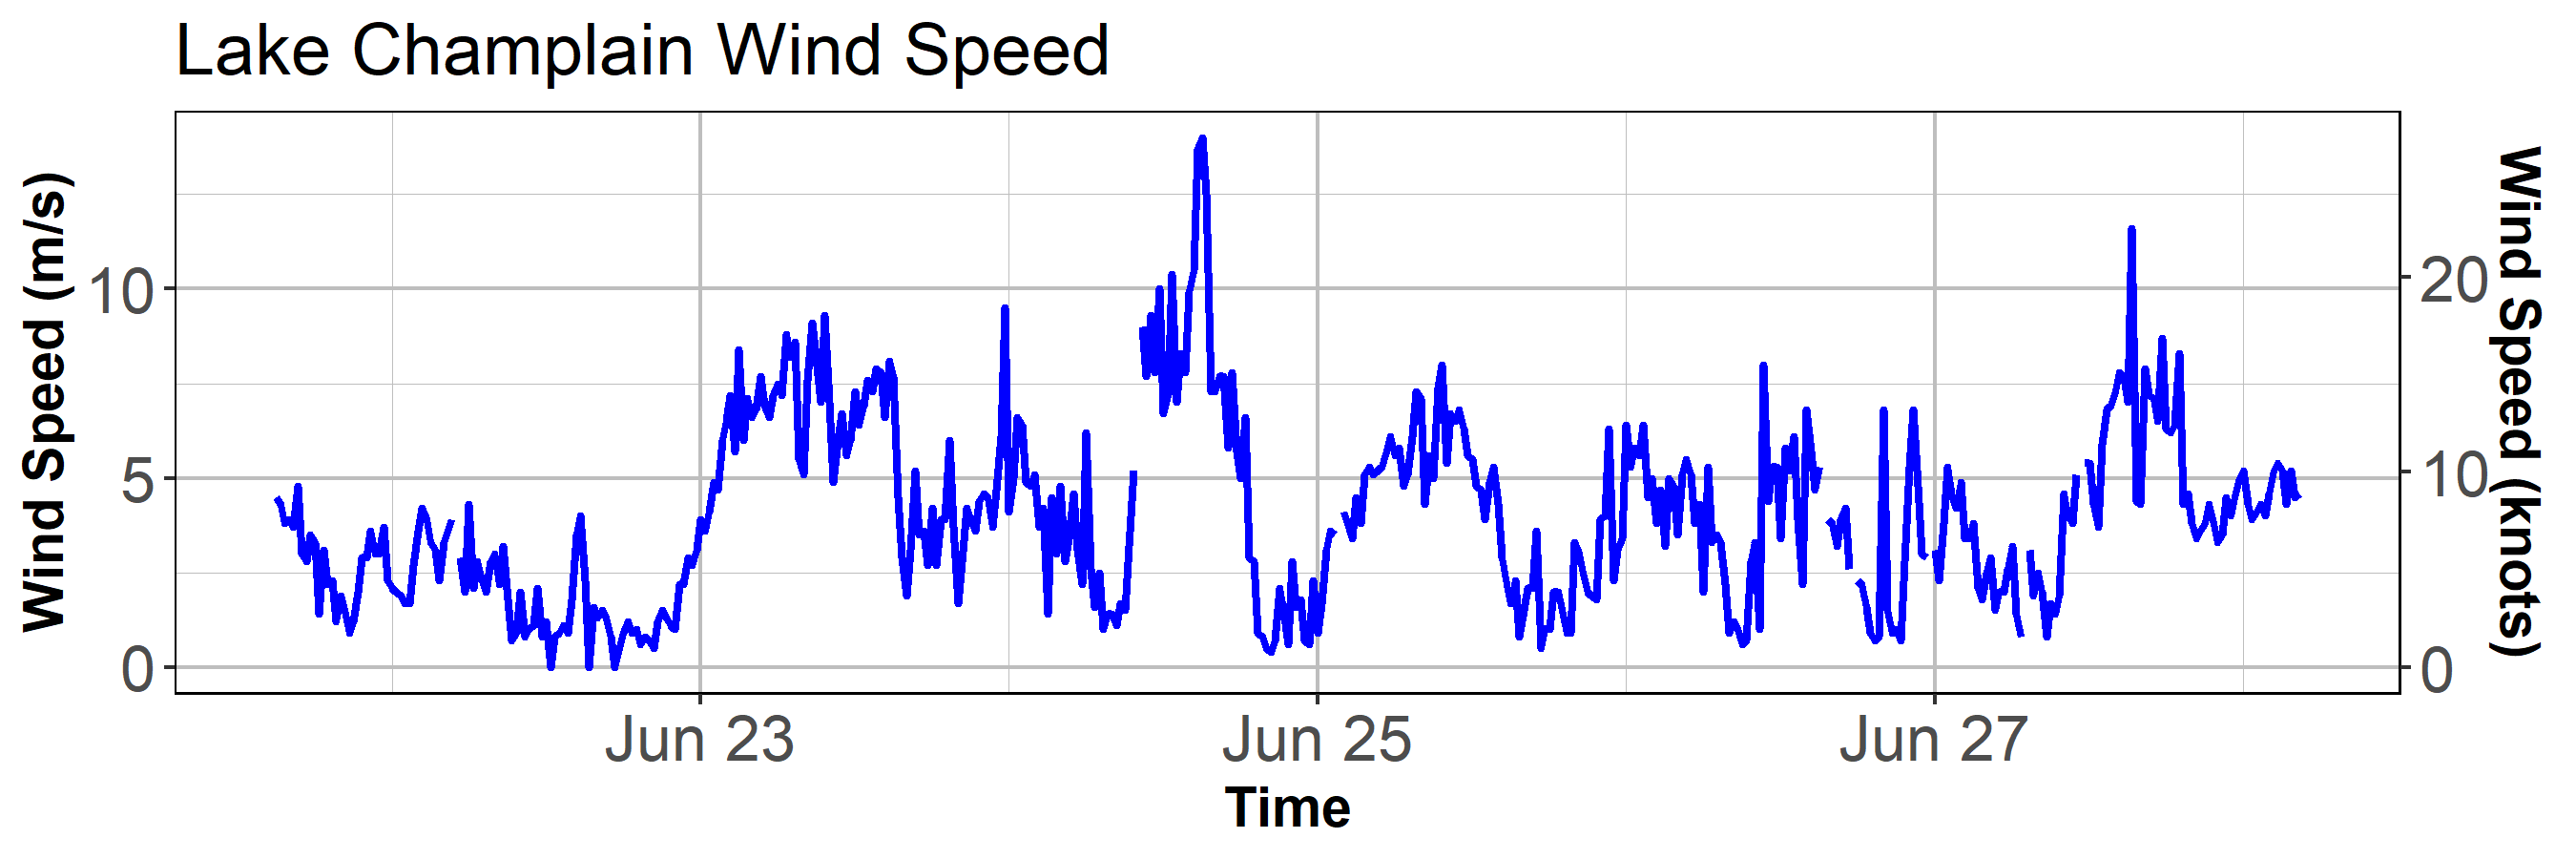 Lake Champlain Wind Speed
Wind Speed (m/s)
10
5
0
20
10
0
Wind Speed (knots)
Jun 23
Jun 25
Jun 27
Time